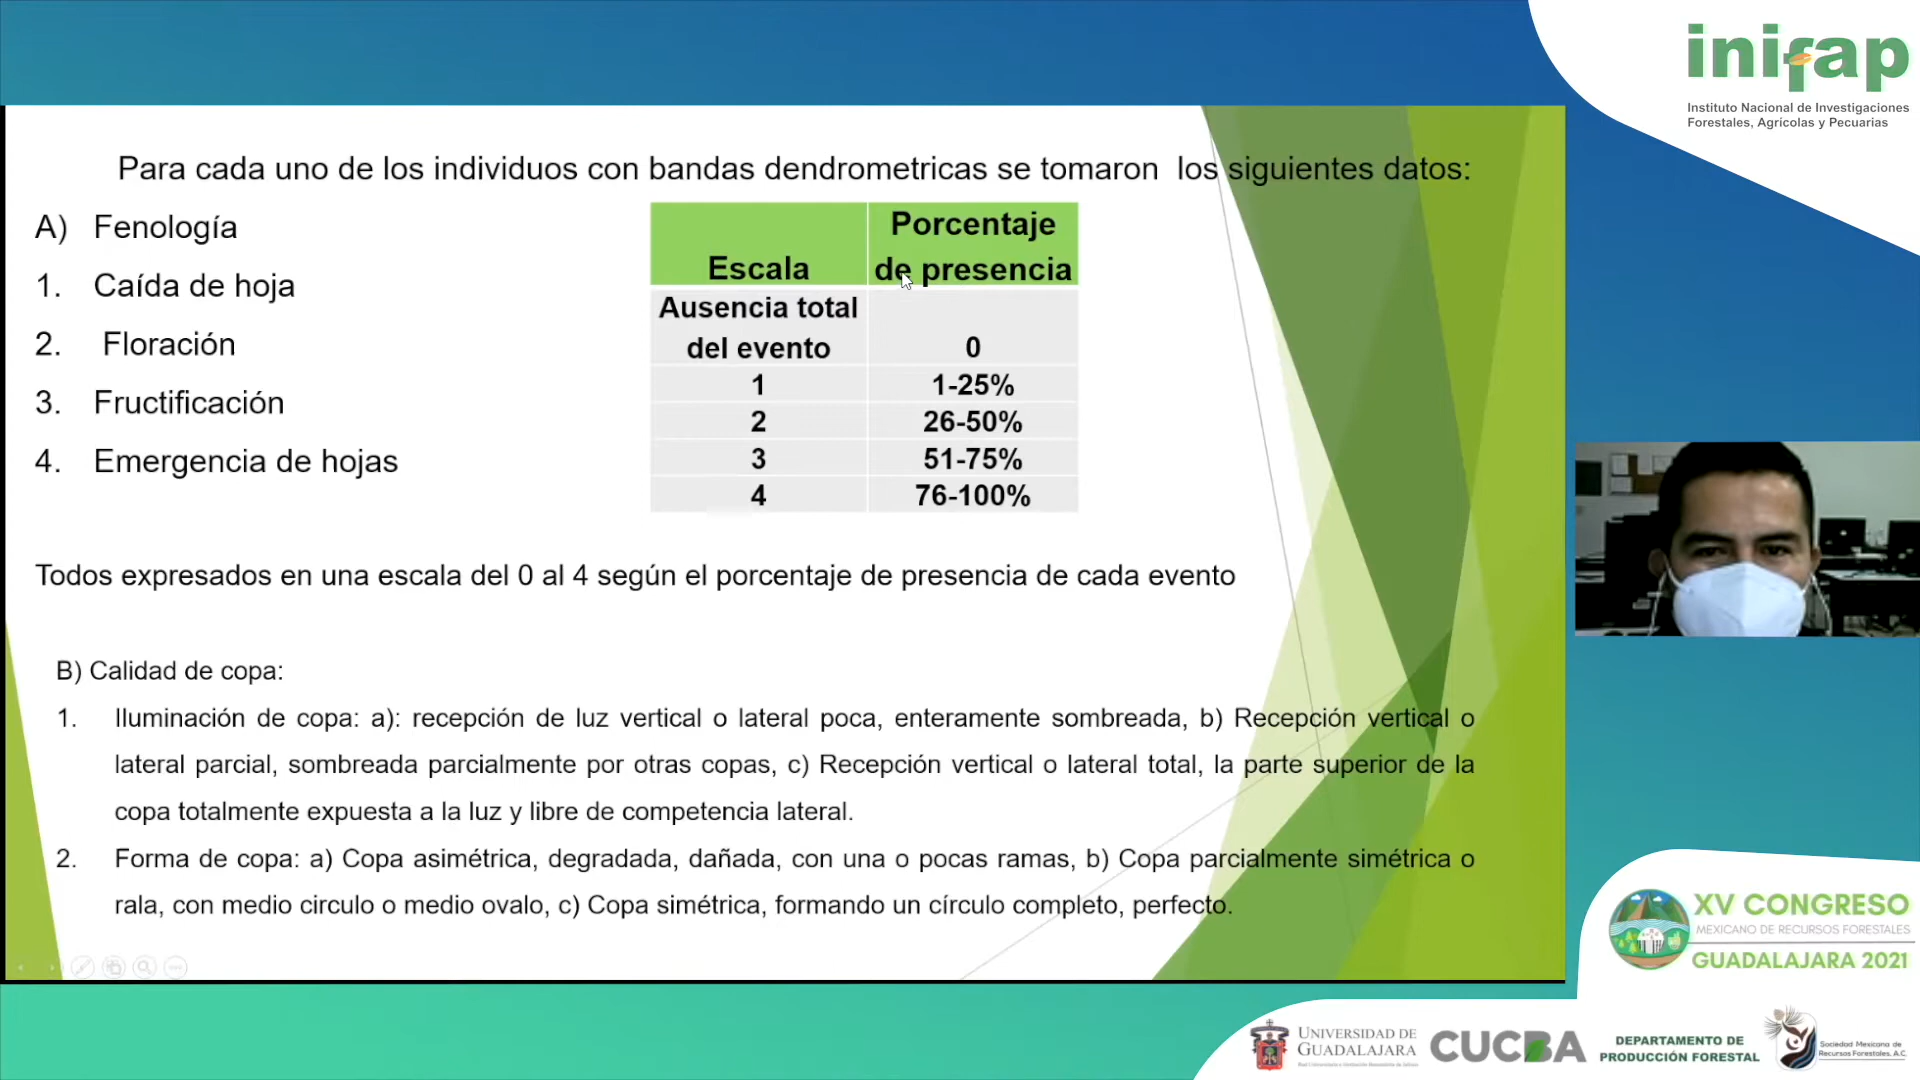 inifap
Instituto Nacional de Investigaciones
Forestales, Agrícolas y Pecuarias
Para cada uno de los individuos con bandas dendrometricas se tomaron los siguientes datos:
A) Fenología
1. Caída de hoja
2. Floración
3. Fructificación
4. Emergencia de hojas
Escala Porcentaje de presencia
Ausencia total
del evento 0
1 1-25%
2 26-50%
3 51-75%
4 76-100%
Todos expresados en una escala del 0 al 4 según el porcentaje de presencia de cada evento
B) Calidad de copa:
1. Iluminación de copa: a): recepción de luz vertical o lateral poca, enteramente sombreada, b) Recepción vertical o
lateral parcial, sombreada parcialmente por otras copas, c) Recepción vertical o lateral total, la parte superior de la
copa totalmente expuesta a la luz y libre de competencia lateral.
2. Forma de copa: a) Copa asimétrica, degradada, dañada, con una o pocas ramas, b) Copa parcialmente simétrica o
rala, con medio circulo o medio ovalo, c) Copa simétrica, formando un círculo completo, perfecto.
XV CONGRESO
MEXICANO DE RECURSOS FORESTALES
GUADALAJARA 2021
UNIVERSIDAD DE
GUADALAJARA
CUCBA
DEPARTAMENTO DE
PRODUCCIÓN FORESTAL
Sociedad Mexicana de
Recursos Forestales, A.C.